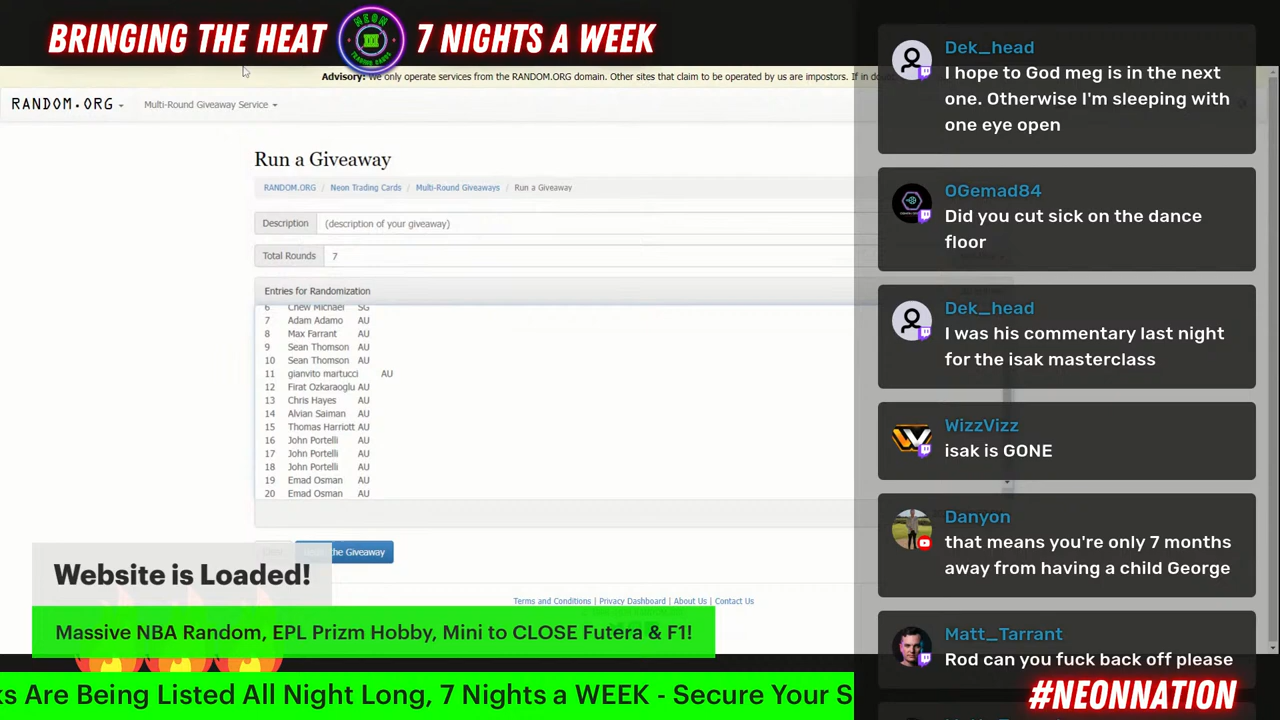 BRINGING THE HEAT
NEON
TRADING CARDS
7 NIGHTS A WEEK
Advisory: We only operate services from the RANDOM.ORG domain. Other sites that claim to be operated by us are impostors. If in
RANDOM.ORG
Multi-Round Giveaway Service
Run a Giveaway
RANDOM.ORG / Neon Trading Cards / Multi-Round Giveaways / Run a Giveaway
Description (description of your giveaway)
Total Rounds 7
Entries for Randomization
6 Chew Michael SG
7 Adam Adamo AU
8 Max Farrant AU
9 Sean Thomson AU
10 Sean Thomson AU
11 gianvito martucci AU
12 Firat Ozkaraoglu AU
13 Chris Hayes AU
14 Alvian Saiman AU
15 Thomas Harriott AU
16 John Portelli AU
17 John Portelli AU
18 John Portelli AU
19 Emad Osman AU
20 Emad Osman AU
the Giveaway
Terms and Conditions | Privacy Dashboard | About Us | Contact Us
Website is Loaded!
Massive NBA Random, EPL Prizm Hobby, Mini to CLOSE Futera & F1!
ks Are Being Listed All Night Long, 7 Nights a WEEK - Secure Your S
Dek_head
I hope to God meg is in the next
one. Otherwise I'm sleeping with
one eye open
OGemad84
Did you cut sick on the dance
floor
Dek_head
I was his commentary last night
for the isak masterclass
WizzVizz
isak is GONE
Danyon
that means you're only 7 months
away from having a child George
Matt_Tarrant
Rod can you fuck back off please
#NEONNATION